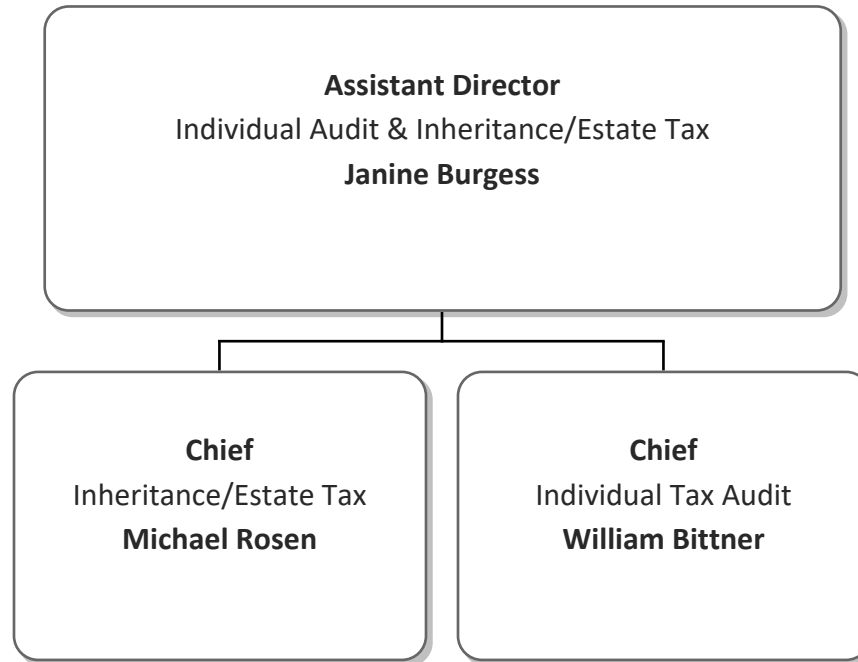 Assistant Director
Individual Audit & Inheritance/Estate Tax
Janine Burgess
Chief
Inheritance/Estate Tax
Michael Rosen
Chief
Individual Tax Audit
William Bittner